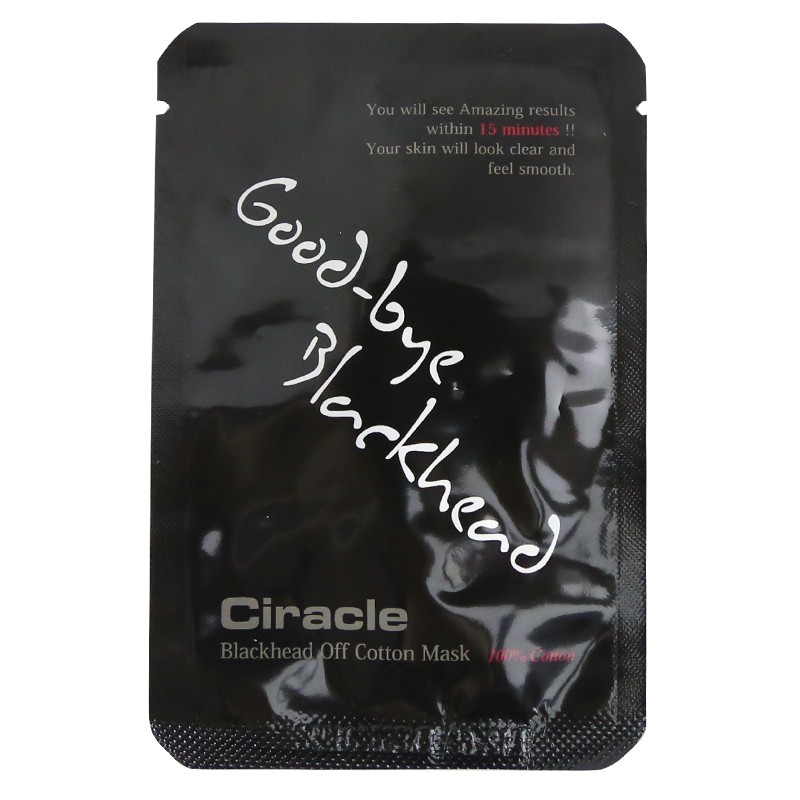 You will see Amazing results
within 15 minutes !!
Your skin will look clear and
feel smooth.
Good-bye
Blackhead
Ciracle
Blackhead Off Cotton Mask 100% Cotton